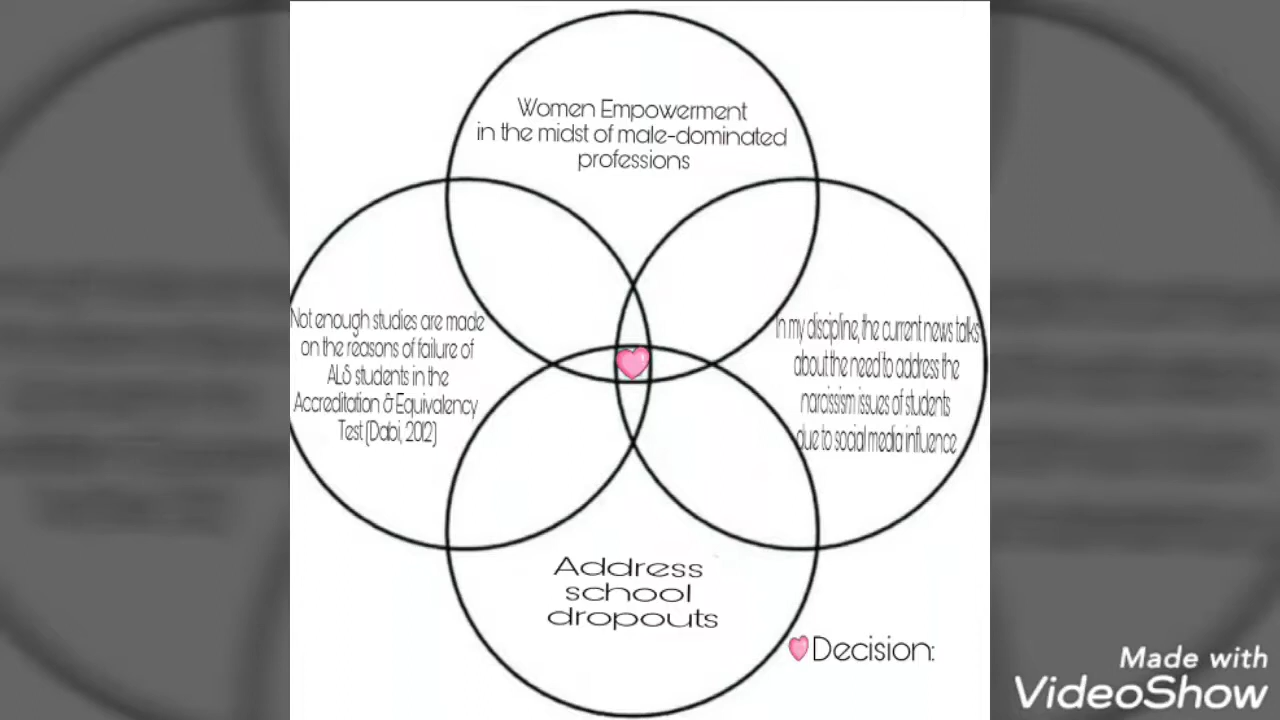 Women Empowerment
in the midst of male-dominated
professions
Not enough studies are made
on the reasons of failure of
ALS students in the
Accreditation & Equivalency
Test (Dabi, 2012)
In my discipline, the current news talks
about the need to address the
narcissism issues of students
due to social media influence
Address
school
dropouts
Decision:
Made with
VideoShow